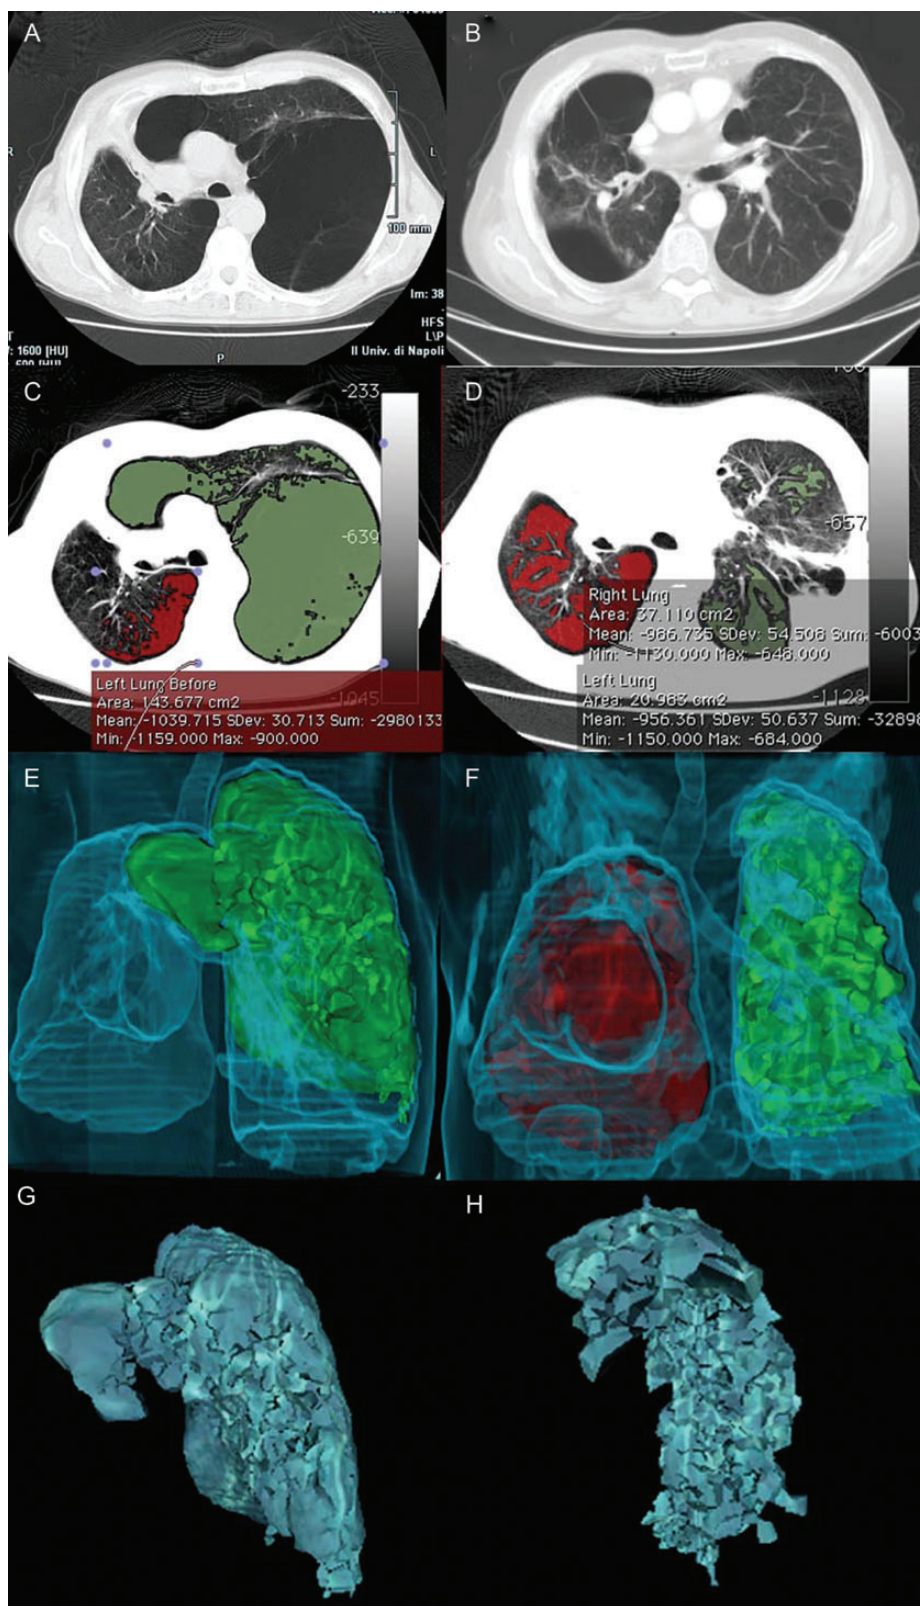 A
B
R
L
100 mm
Im: 38
HFS
L\P
II Univ. di Napoli
: 1600 [HU]
P
C
-233
-639
-1045
Left Lung Before
Area: 143.677 cm2
Mean: -1039.715 SDev: 30.713 Sum: -2980133
Min: -1159.000 Max: -900.000
D
-657
-1128
Right Lung
Area: 37.110 cm2
Mean: -986.735 SDev: 54.508 Sum: -6003
Min: -1130.000 Max: -648.000
Left Lung
Area: 20.983 cm2
Mean: -956.361 SDev: 50.637 Sum: -32898
Min: -1150.000 Max: -684.000
E
F
G
H